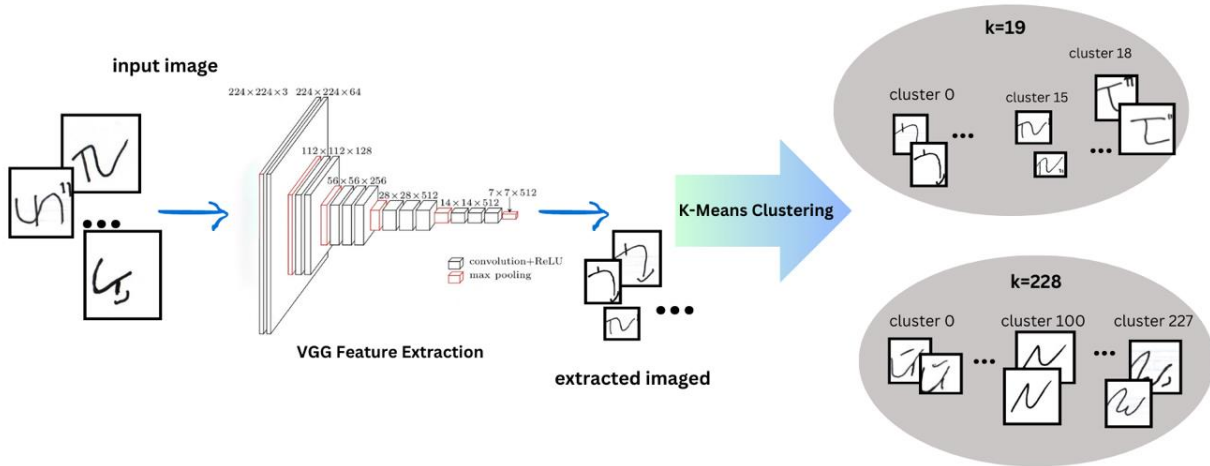 input image
224×224×3
224×224×64
112×112×128
56×56×256
28×28×512
14×14×512
7×7×512
convolution+ReLU
max pooling
VGG Feature Extraction
extracted imaged
K-Means Clustering
k=19
cluster 0
...
cluster 15
...
cluster 18
k=228
cluster 0
...
cluster 100
...
cluster 227